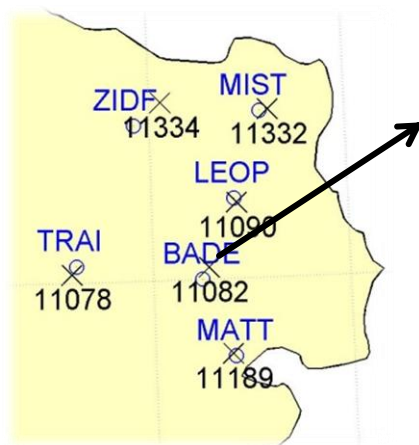 ZIDF
11334
MIST
11332
LEOP
11090
TRAI
11078
BADE
11082
MATT
11189